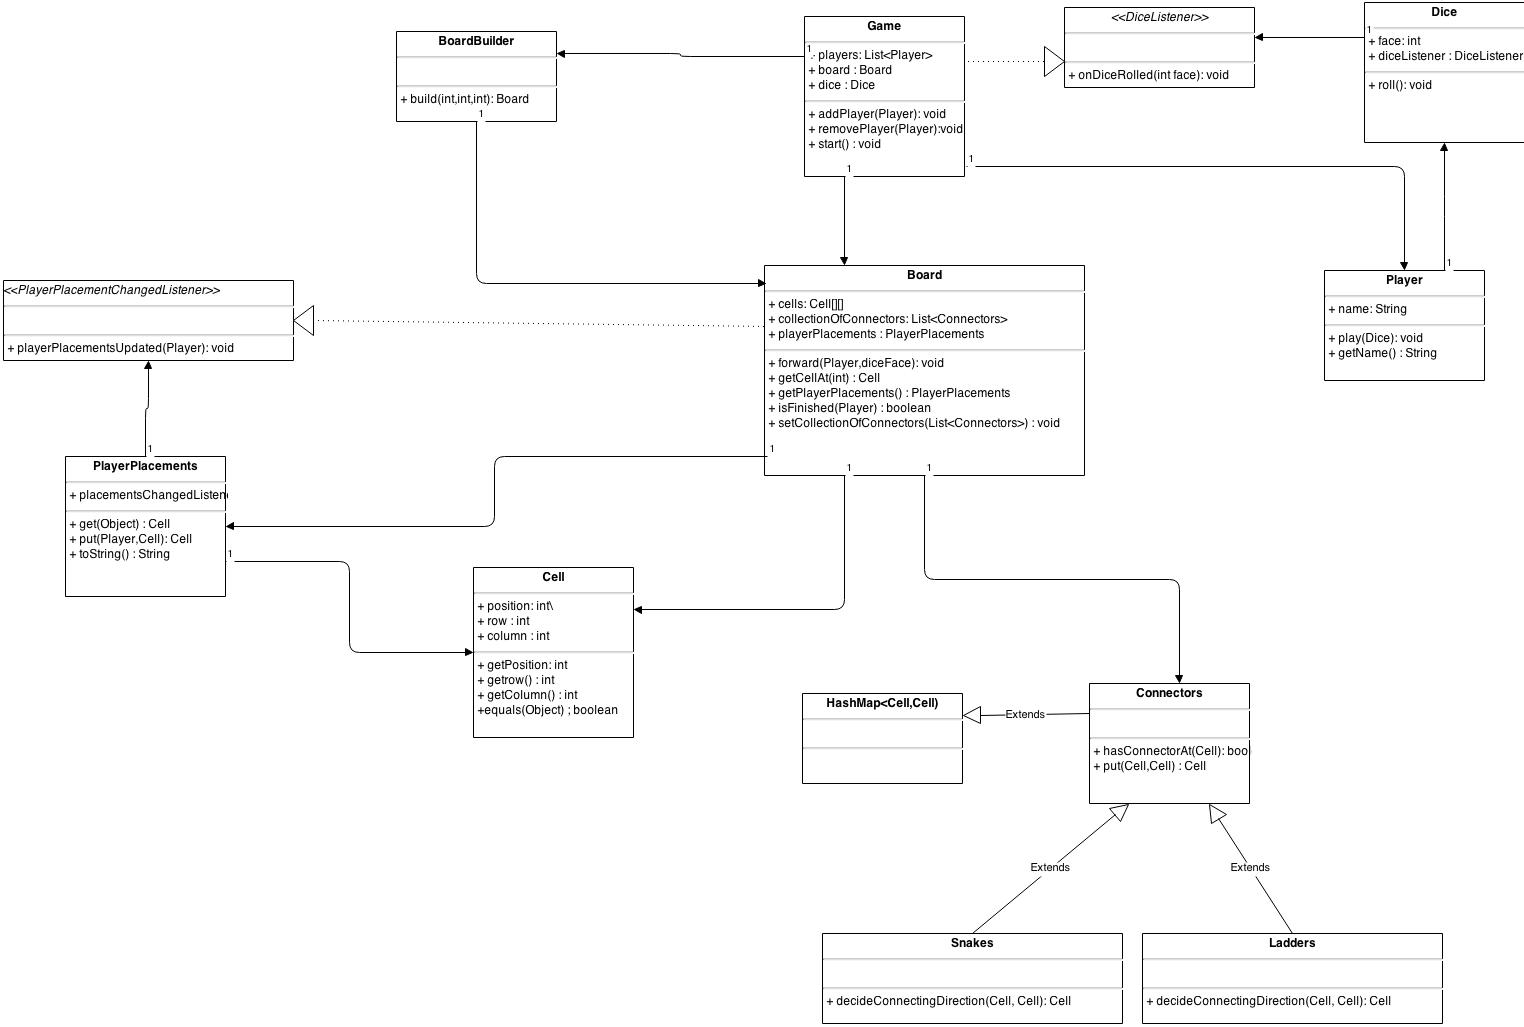 BoardBuilder
+ build(int,int,int): Board
1
Game
1
- players: List<Player>
+ board : Board
+ dice : Dice
+ addPlayer(Player): void
+ removePlayer(Player):void
+ start() : void
1
1
<<DiceListener>>
+ onDiceRolled(int face): void
Dice
1
+ face: int
+ diceListener : DiceListener
+ roll(): void
1
Player
+ name: String
+ play(Dice): void
+ getName() : String
<<PlayerPlacementChangedListener>>
+ playerPlacementsUpdated(Player): void
Board
+ cells: Cell[][]
+ collectionOfConnectors: List<Connectors>
+ playerPlacements : PlayerPlacements
+ forward(Player,diceFace): void
+ getCellAt(int) : Cell
+ getPlayerPlacements() : PlayerPlacements
+ isFinished(Player) : boolean
+ setCollectionOfConnectors(List<Connectors>) : void
1
1
1
1
PlayerPlacements
+ placementsChangedListen
+ get(Object) : Cell
+ put(Player,Cell): Cell
+ toString() : String
1
Cell
+ position: int\
+ row : int
+ column : int
+ getPosition: int
+ getrow() : int
+ getColumn() : int
+equals(Object) ; boolean
HashMap<Cell,Cell)
Extends
Connectors
+ hasConnectorAt(Cell): boo
+ put(Cell,Cell) : Cell
Extends
Extends
Snakes
+ decideConnectingDirection(Cell, Cell): Cell
Ladders
+ decideConnectingDirection(Cell, Cell): Cell